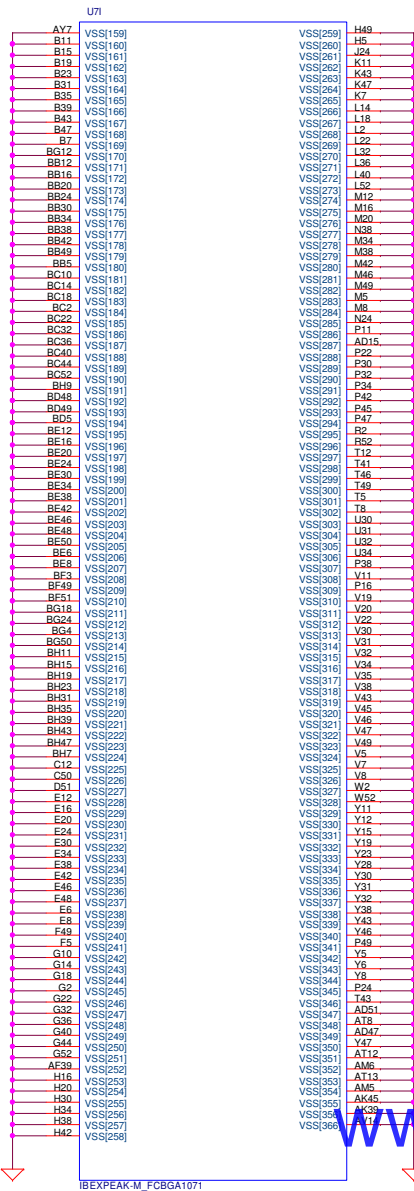 U7I
AY7 VSS[159] VSS[259] H49
B11 VSS[160] VSS[260] H5
B15 VSS[161] VSS[261] J24
B19 VSS[162] VSS[262] K11
B23 VSS[163] VSS[263] K43
B31 VSS[164] VSS[264] K47
B35 VSS[165] VSS[265] K7
B39 VSS[166] VSS[266] L14
B43 VSS[167] VSS[267] L18
B47 VSS[168] VSS[268] L2
B7 VSS[169] VSS[269] L22
BG12 VSS[170] VSS[270] L32
BB12 VSS[171] VSS[271] L36
BB16 VSS[172] VSS[272] L40
BB20 VSS[173] VSS[273] L52
BB24 VSS[174] VSS[274] M12
BB30 VSS[175] VSS[275] M16
BB34 VSS[176] VSS[276] M20
BB38 VSS[177] VSS[277] N38
BB42 VSS[178] VSS[278] M34
BB49 VSS[179] VSS[279] M38
BB5 VSS[180] VSS[280] M42
BC10 VSS[181] VSS[281] M46
BC14 VSS[182] VSS[282] M49
BC18 VSS[183] VSS[283] M5
BC2 VSS[184] VSS[284] M8
BC22 VSS[185] VSS[285] N24
BC32 VSS[186] VSS[286] P11
BC36 VSS[187] VSS[287] AD15
BC40 VSS[188] VSS[288] P22
BC44 VSS[189] VSS[289] P30
BC52 VSS[190] VSS[290] P32
BH9 VSS[191] VSS[291] P34
BD48 VSS[192] VSS[292] P42
BD49 VSS[193] VSS[293] P45
BD5 VSS[194] VSS[294] P47
BE12 VSS[195] VSS[295] R2
BE16 VSS[196] VSS[296] R52
BE20 VSS[197] VSS[297] T12
BE24 VSS[198] VSS[298] T41
BE30 VSS[199] VSS[299] T46
BE34 VSS[200] VSS[300] T49
BE38 VSS[201] VSS[301] T5
BE42 VSS[202] VSS[302] T8
BE46 VSS[203] VSS[303] U30
BE48 VSS[204] VSS[304] U31
BE50 VSS[205] VSS[305] U32
BE6 VSS[206] VSS[306] U34
BE8 VSS[207] VSS[307] P38
BF3 VSS[208] VSS[308] V11
BF49 VSS[209] VSS[309] P16
BF51 VSS[210] VSS[310] V19
BG18 VSS[211] VSS[311] V20
BG24 VSS[212] VSS[312] V22
BG4 VSS[213] VSS[313] V30
BG50 VSS[214] VSS[314] V31
BH11 VSS[215] VSS[315] V32
BH15 VSS[216] VSS[316] V34
BH19 VSS[217] VSS[317] V35
BH23 VSS[218] VSS[318] V38
BH31 VSS[219] VSS[319] V43
BH35 VSS[220] VSS[320] V45
BH39 VSS[221] VSS[321] V46
BH43 VSS[222] VSS[322] V47
BH47 VSS[223] VSS[323] V49
BH7 VSS[224] VSS[324] V5
C12 VSS[225] VSS[325] V7
C50 VSS[226] VSS[326] V8
D51 VSS[227] VSS[327] W2
E12 VSS[228] VSS[328] W52
E16 VSS[229] VSS[329] Y11
E20 VSS[230] VSS[330] Y12
E24 VSS[231] VSS[331] Y15
E30 VSS[232] VSS[332] Y19
E34 VSS[233] VSS[333] Y23
E38 VSS[234] VSS[334] Y28
E42 VSS[235] VSS[335] Y30
E46 VSS[236] VSS[336] Y31
E48 VSS[237] VSS[337] Y32
E6 VSS[238] VSS[338] Y38
E8 VSS[239] VSS[339] Y43
F49 VSS[240] VSS[340] Y46
F5 VSS[241] VSS[341] P49
G10 VSS[242] VSS[342] Y5
G14 VSS[243] VSS[343] Y6
G18 VSS[244] VSS[344] Y8
G2 VSS[245] VSS[345] P24
G22 VSS[246] VSS[346] T43
G32 VSS[247] VSS[347] AD51
G36 VSS[248] VSS[348] AT8
G40 VSS[249] VSS[349] AD47
G44 VSS[250] VSS[350] Y47
G52 VSS[251] VSS[351] AT12
AF39 VSS[252] VSS[352] AM6
H16 VSS[253] VSS[353] AT13
H20 VSS[254] VSS[354] AM5
H30 VSS[255] VSS[355] AK45
H34 VSS[256] VSS[356] AK39
H38 VSS[257] VSS[366] AV14
H42 VSS[258]
IBEXPEAK-M_FCBGA1071